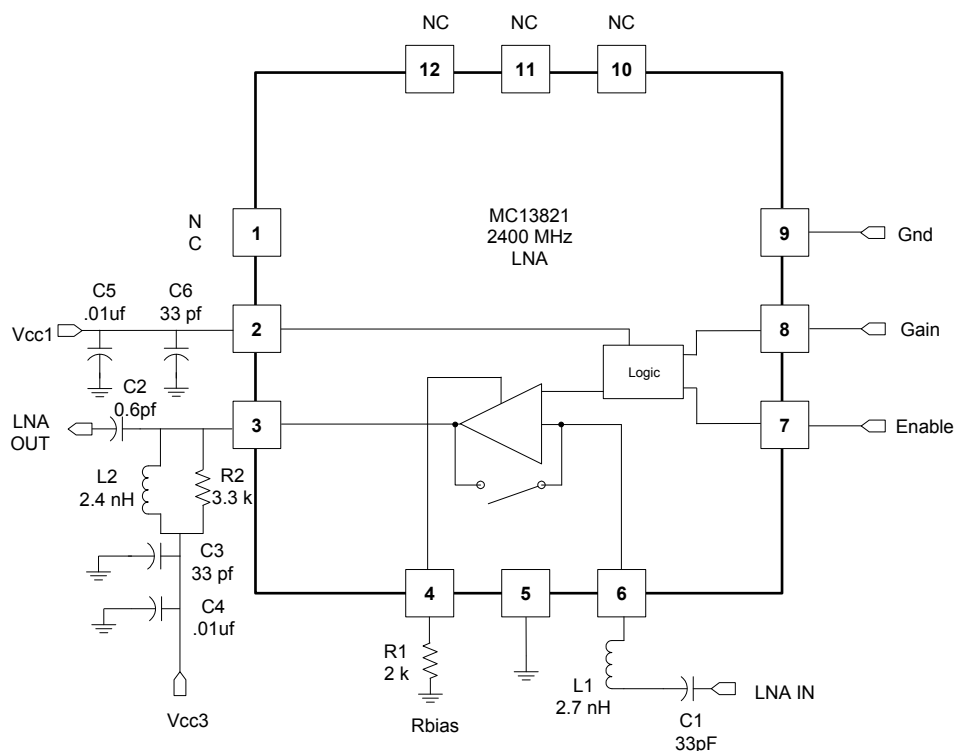 NC
NC
NC
12
11
10
N
C
1
MC13821
2400 MHz
LNA
9
Gnd
C5
.01uf
C6
33 pf
Vcc1
2
8
Gain
Logic
C2
0.6pf
LNA
OUT
3
7
Enable
L2
2.4 nH
R2
3.3 k
C3
33 pf
4
5
6
C4
.01uf
R1
2 k
L1
2.7 nH
LNA IN
Vcc3
Rbias
C1
33pF